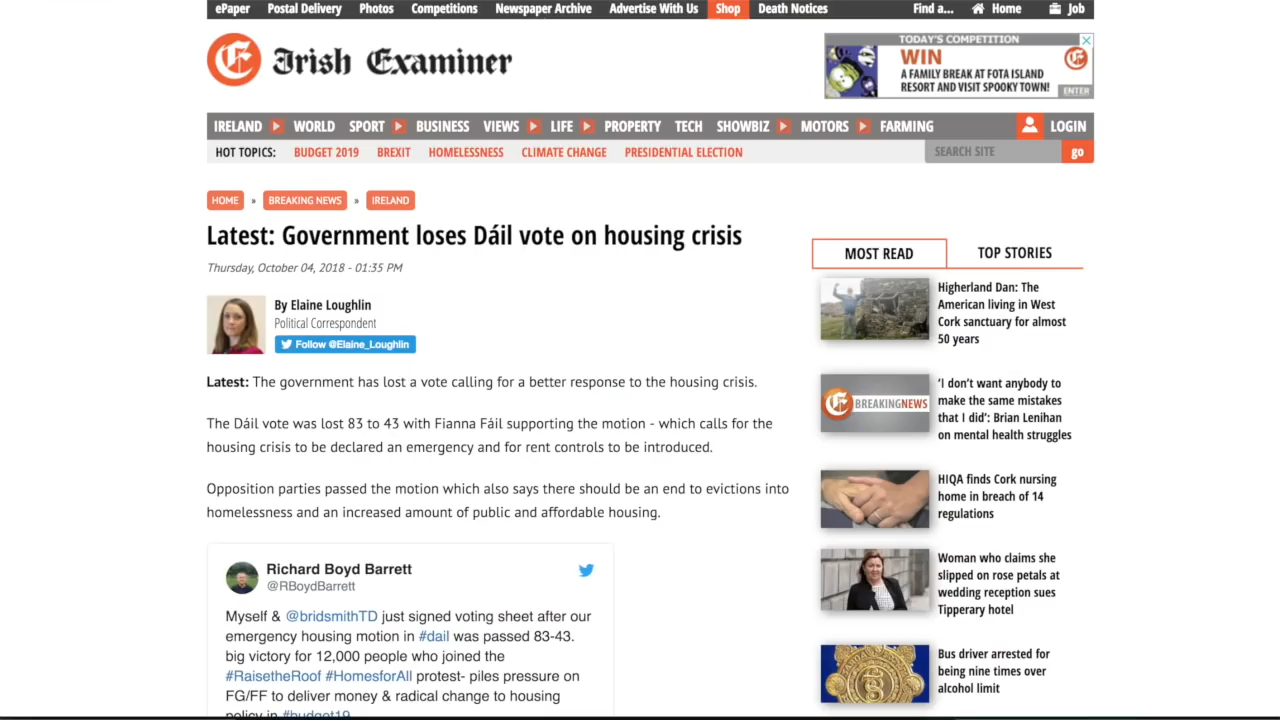 ePaper Postal Delivery Photos Competitions Newspaper Archive Advertise With Us Shop Death Notices Find a... Home Job
Irish Examiner
TODAY'S COMPETITION
WIN
A FAMILY BREAK AT FOTA ISLAND
RESORT AND VISIT SPOOKY TOWN!
ENTER
IRELAND WORLD SPORT BUSINESS VIEWS LIFE PROPERTY TECH SHOWBIZ MOTORS FARMING LOGIN
HOT TOPICS: BUDGET 2019 BREXIT HOMELESSNESS CLIMATE CHANGE PRESIDENTIAL ELECTION SEARCH SITE go
HOME » BREAKING NEWS » IRELAND
Latest: Government loses Dáil vote on housing crisis
Thursday, October 04, 2018 - 01:35 PM
By Elaine Loughlin
Political Correspondent
Follow @Elaine_Loughlin
Latest: The government has lost a vote calling for a better response to the housing crisis.
The Dáil vote was lost 83 to 43 with Fianna Fáil supporting the motion - which calls for the
housing crisis to be declared an emergency and for rent controls to be introduced.
Opposition parties passed the motion which also says there should be an end to evictions into
homelessness and an increased amount of public and affordable housing.
Richard Boyd Barrett
@RBoydBarrett
Myself & @bridsmithTD just signed voting sheet after our
emergency housing motion in #dail was passed 83-43.
big victory for 12,000 people who joined the
#RaisetheRoof #HomesforAll protest- piles pressure on
FG/FF to deliver money & radical change to housing
policy in #budget19
MOST READ TOP STORIES
Higherland Dan: The
American living in West
Cork sanctuary for almost
50 years
BREAKINGNEWS
‘I don’t want anybody to
make the same mistakes
that I did’: Brian Lenihan
on mental health struggles
HIQA finds Cork nursing
home in breach of 14
regulations
Woman who claims she
slipped on rose petals at
wedding reception sues
Tipperary hotel
Bus driver arrested for
being nine times over
alcohol limit